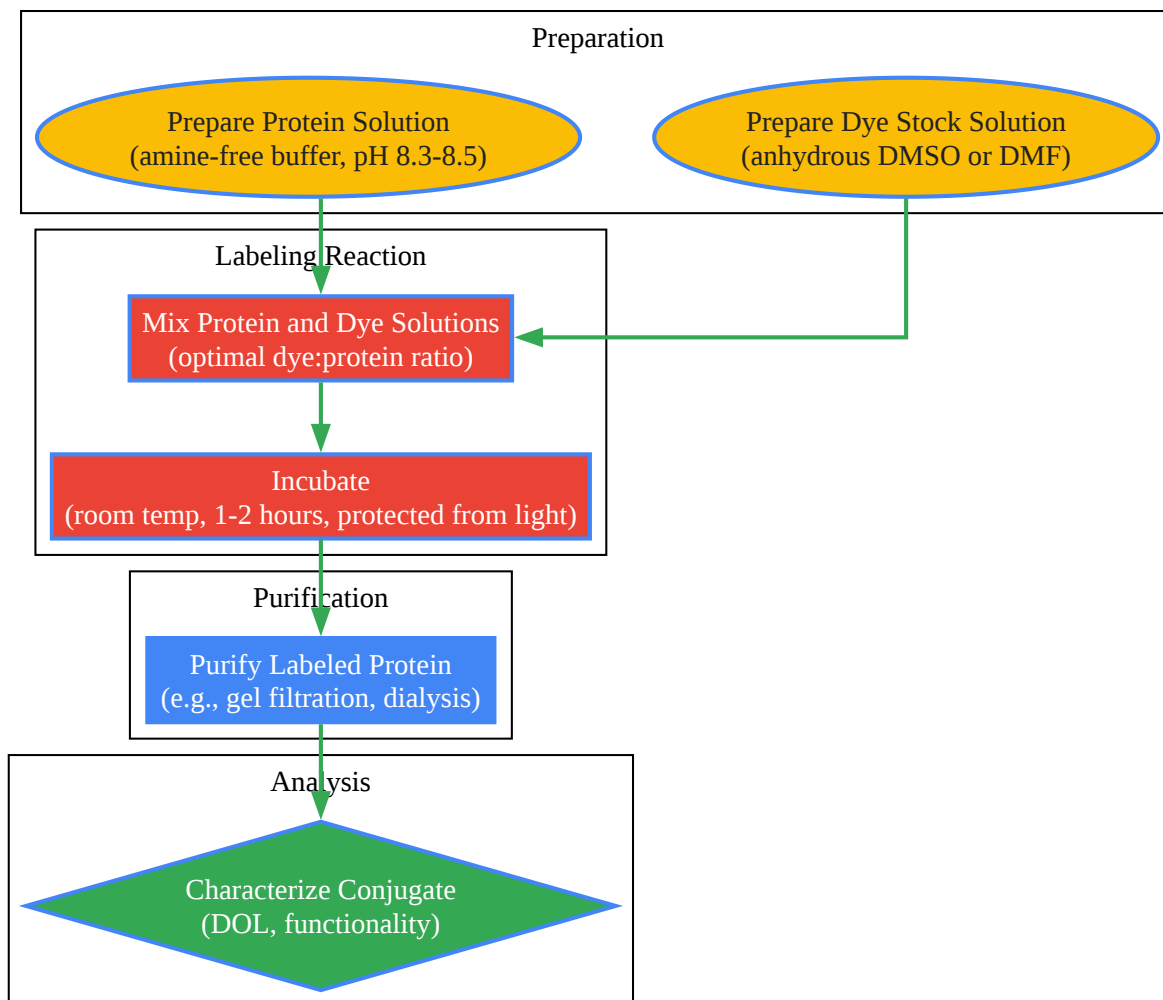 Preparation
Prepare Protein Solution
(amine-free buffer, pH 8.3-8.5)
Prepare Dye Stock Solution
(anhydrous DMSO or DMF)
Labeling Reaction
Mix Protein and Dye Solutions
(optimal dye:protein ratio)
Incubate
(room temp, 1-2 hours, protected from light)
Purification
Purify Labeled Protein
(e.g., gel filtration, dialysis)
Analysis
Characterize Conjugate
(DOL, functionality)